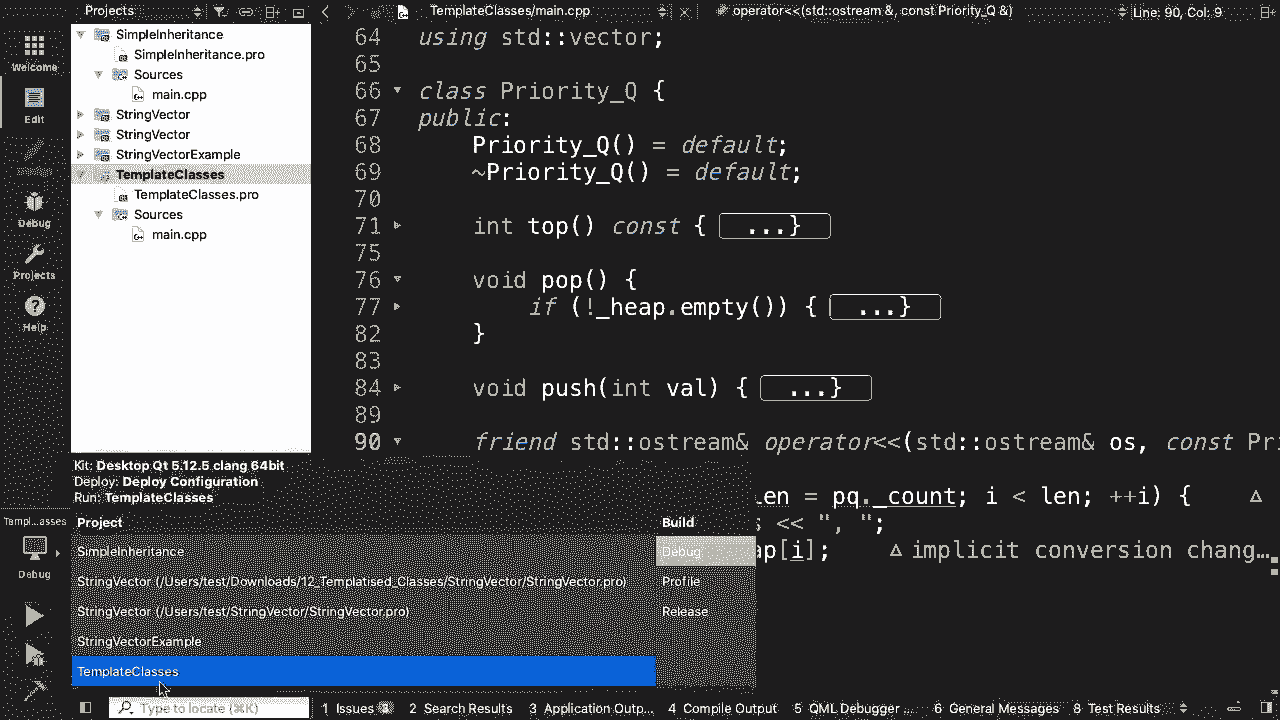 Projects
TemplateClasses/main.cpp
operator<<(std::ostream &, const Priority_Q &)
Line: 90, Col: 9
Welcome
Edit
Debug
Projects
Help
SimpleInheritance
SimpleInheritance.pro
Sources
main.cpp
StringVector
StringVector
StringVectorExample
TemplateClasses
TemplateClasses.pro
Sources
main.cpp
64 using std::vector;
65
66 class Priority_Q {
67 public:
68 Priority_Q() = default;
69 ~Priority_Q() = default;
70
71 int top() const { ...}
75
76 void pop() {
77 if (!_heap.empty()) { ...}
82 }
83
84 void push(int val) { ...}
89
90 friend std::ostream& operator<<(std::ostream& os, const Pri
len = pq._count; i < len; ++i) {
s << ", ";
ap[i]; implicit conversion chang…
Kit: Desktop Qt 5.12.5 clang 64bit
Deploy: Deploy Configuration
Run: TemplateClasses
Templ...asses
Debug
Project Build
SimpleInheritance Debug
StringVector (/Users/test/Downloads/12_Templatised_Classes/StringVector/StringVector.pro) Profile
StringVector (/Users/test/StringVector/StringVector.pro) Release
StringVectorExample
TemplateClasses
Type to locate (⌘K)
1 Issues
2 Search Results
3 Application Outp...
4 Compile Output
5 QML Debugger ...
6 General Messages
8 Test Results